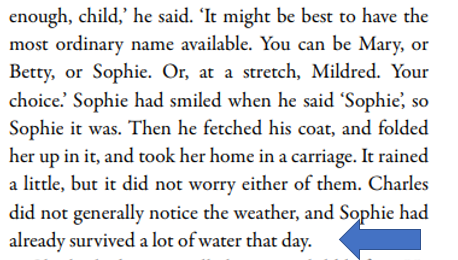 enough, child,’ he said. ‘It might be best to have the
most ordinary name available. You can be Mary, or
Betty, or Sophie. Or, at a stretch, Mildred. Your
choice.’ Sophie had smiled when he said ‘Sophie’, so
Sophie it was. Then he fetched his coat, and folded
her up in it, and took her home in a carriage. It rained
a little, but it did not worry either of them. Charles
did not generally notice the weather, and Sophie had
already survived a lot of water that day.